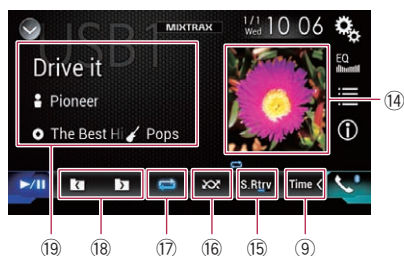 USB1
MIXTRAX
1/1
Wed
10 06
Drive it
EQ
Pioneer
The Best Hi
Pops
S.Rtrv
Time
14
19
18
17
16
15
9